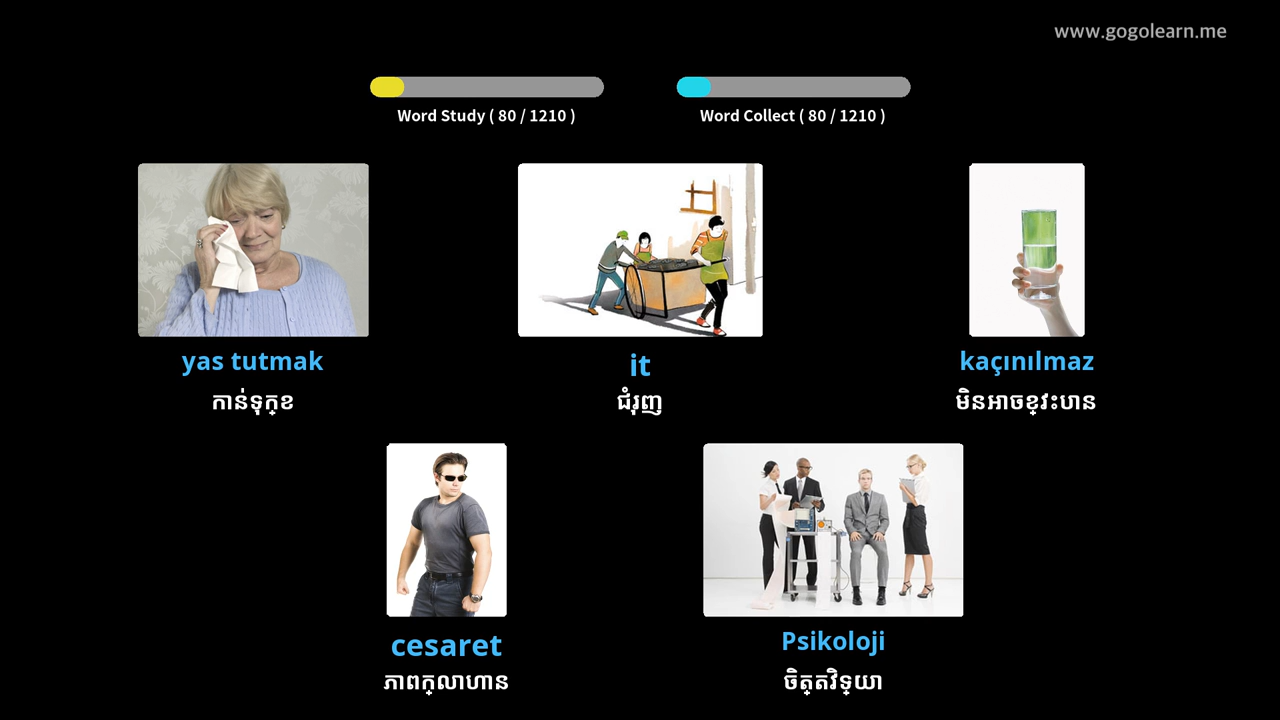 www.gogolearn.me
Word Study ( 80 / 1210 )
Word Collect ( 80 / 1210 )
yas tutmak
កាន់ទុក្ខ
it
ជំរុញ
kaçınılmaz
មិនអាចខ្វះបាន
cesaret
ភាពក្លាហាន
Psikoloji
ចិត្តវិទ្យា